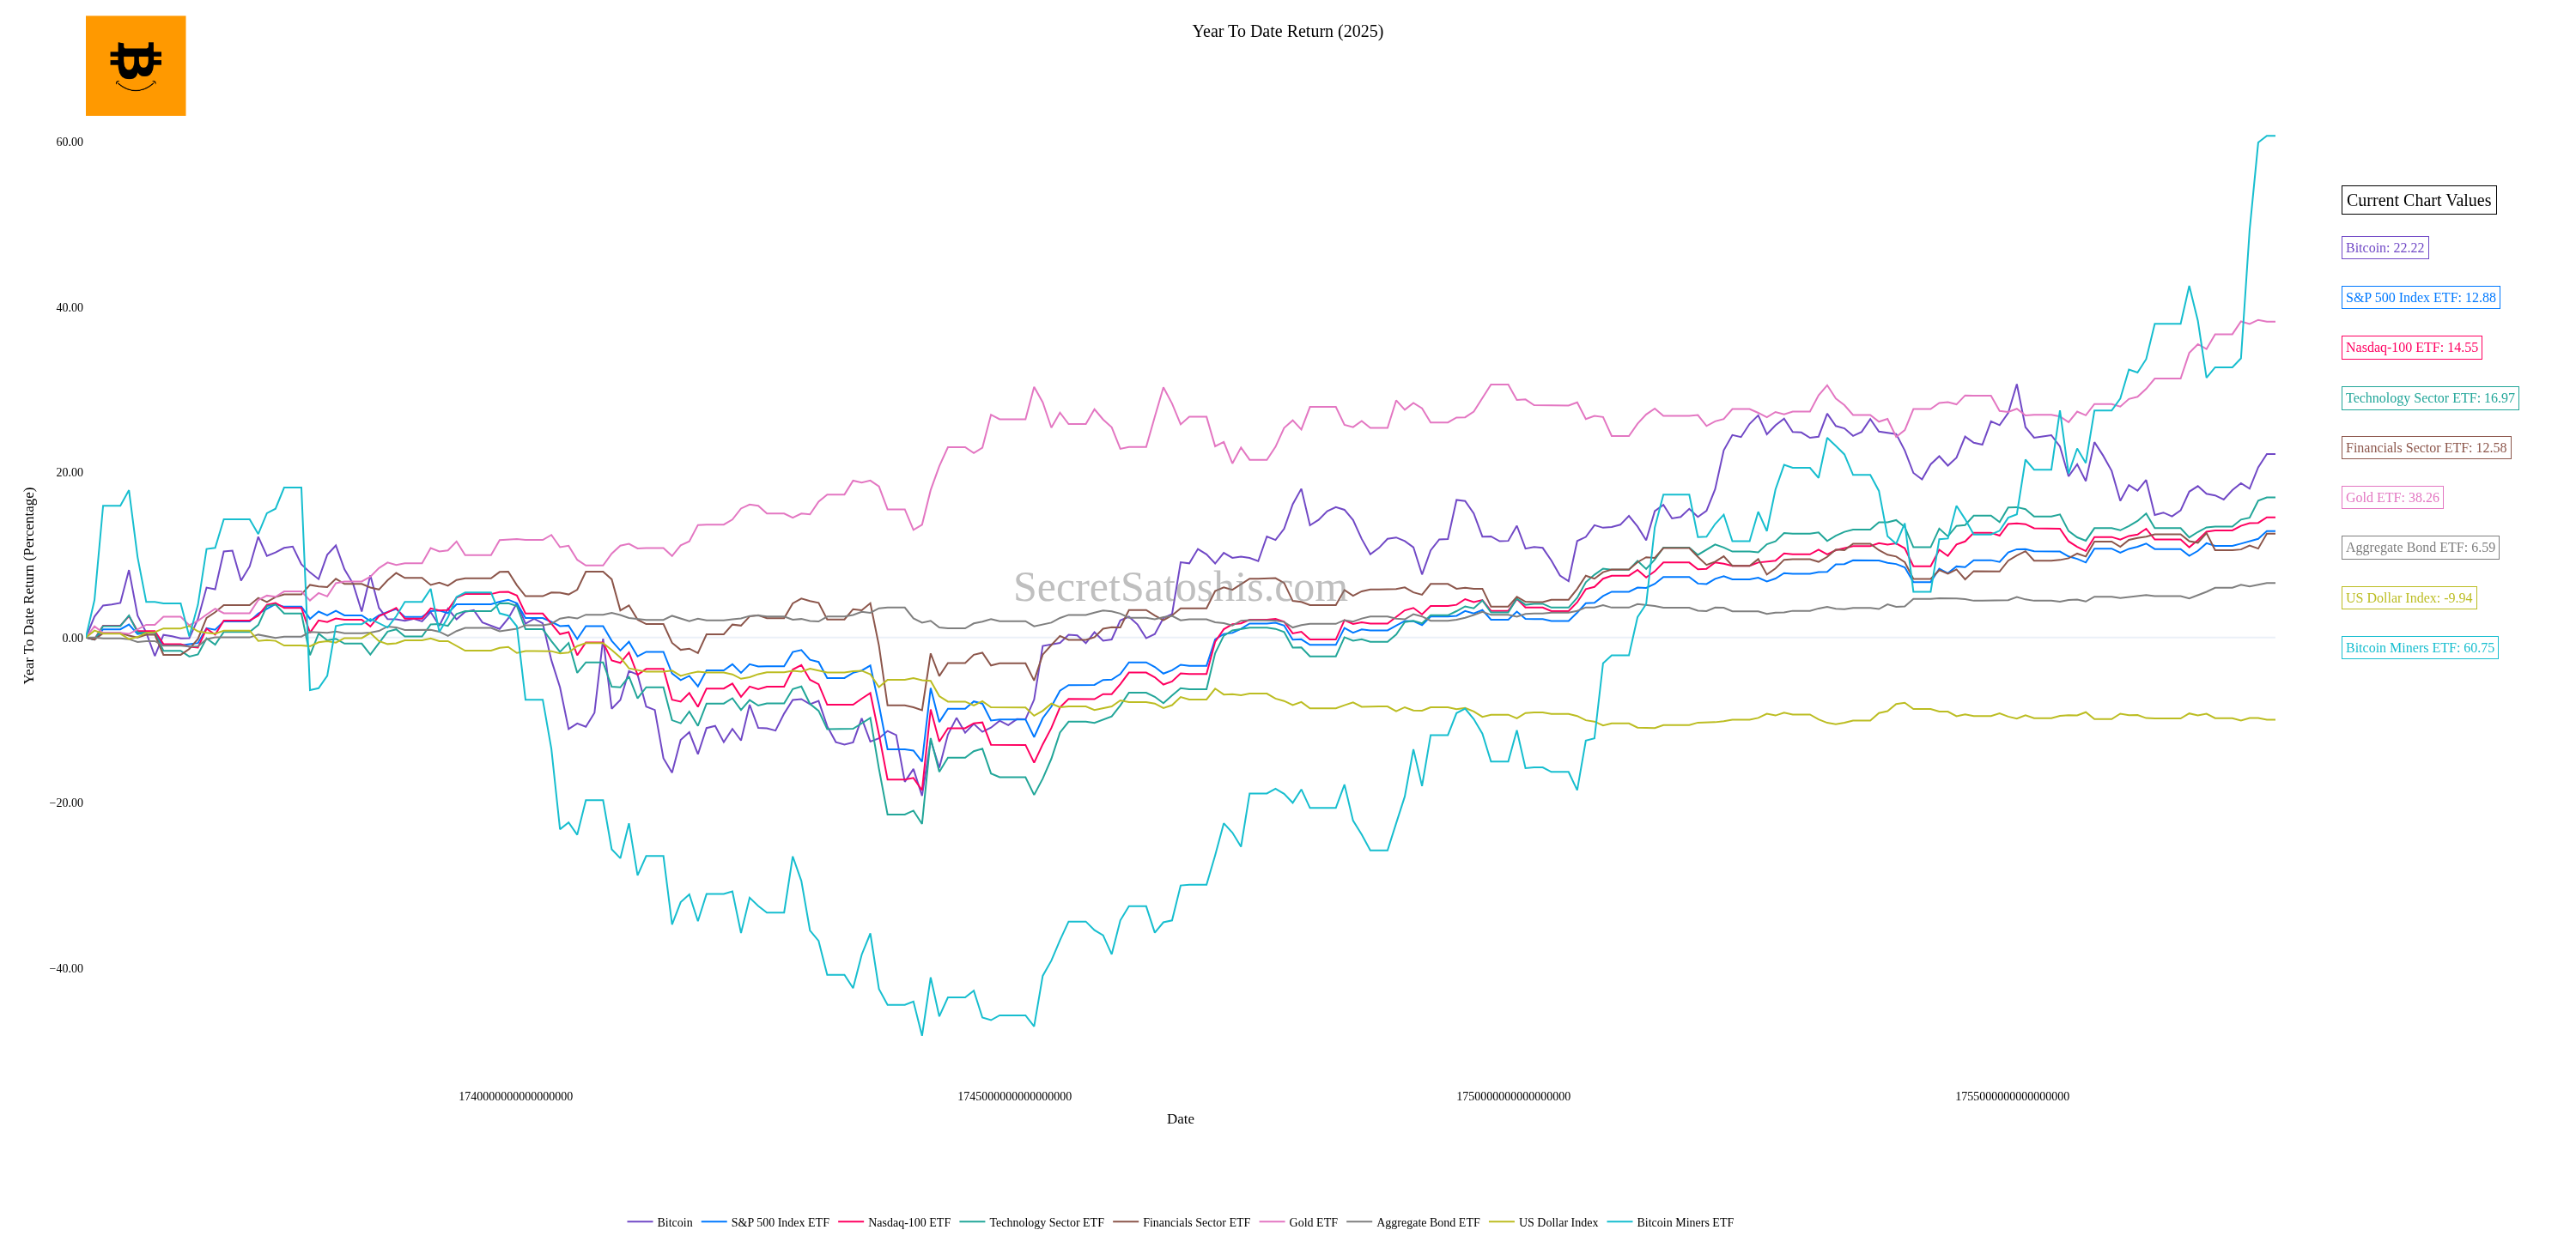 Year To Date Return (2025)
60.00
40.00
20.00
0.00
−20.00
−40.00
Year To Date Return (Percentage)
SecretSatoshis.com
Current Chart Values
Bitcoin: 22.22
S&P 500 Index ETF: 12.88
Nasdaq-100 ETF: 14.55
Technology Sector ETF: 16.97
Financials Sector ETF: 12.58
Gold ETF: 38.26
Aggregate Bond ETF: 6.59
US Dollar Index: -9.94
Bitcoin Miners ETF: 60.75
1740000000000000000 1745000000000000000 1750000000000000000 1755000000000000000
Date
Bitcoin S&P 500 Index ETF Nasdaq-100 ETF Technology Sector ETF Financials Sector ETF Gold ETF Aggregate Bond ETF US Dollar Index Bitcoin Miners ETF